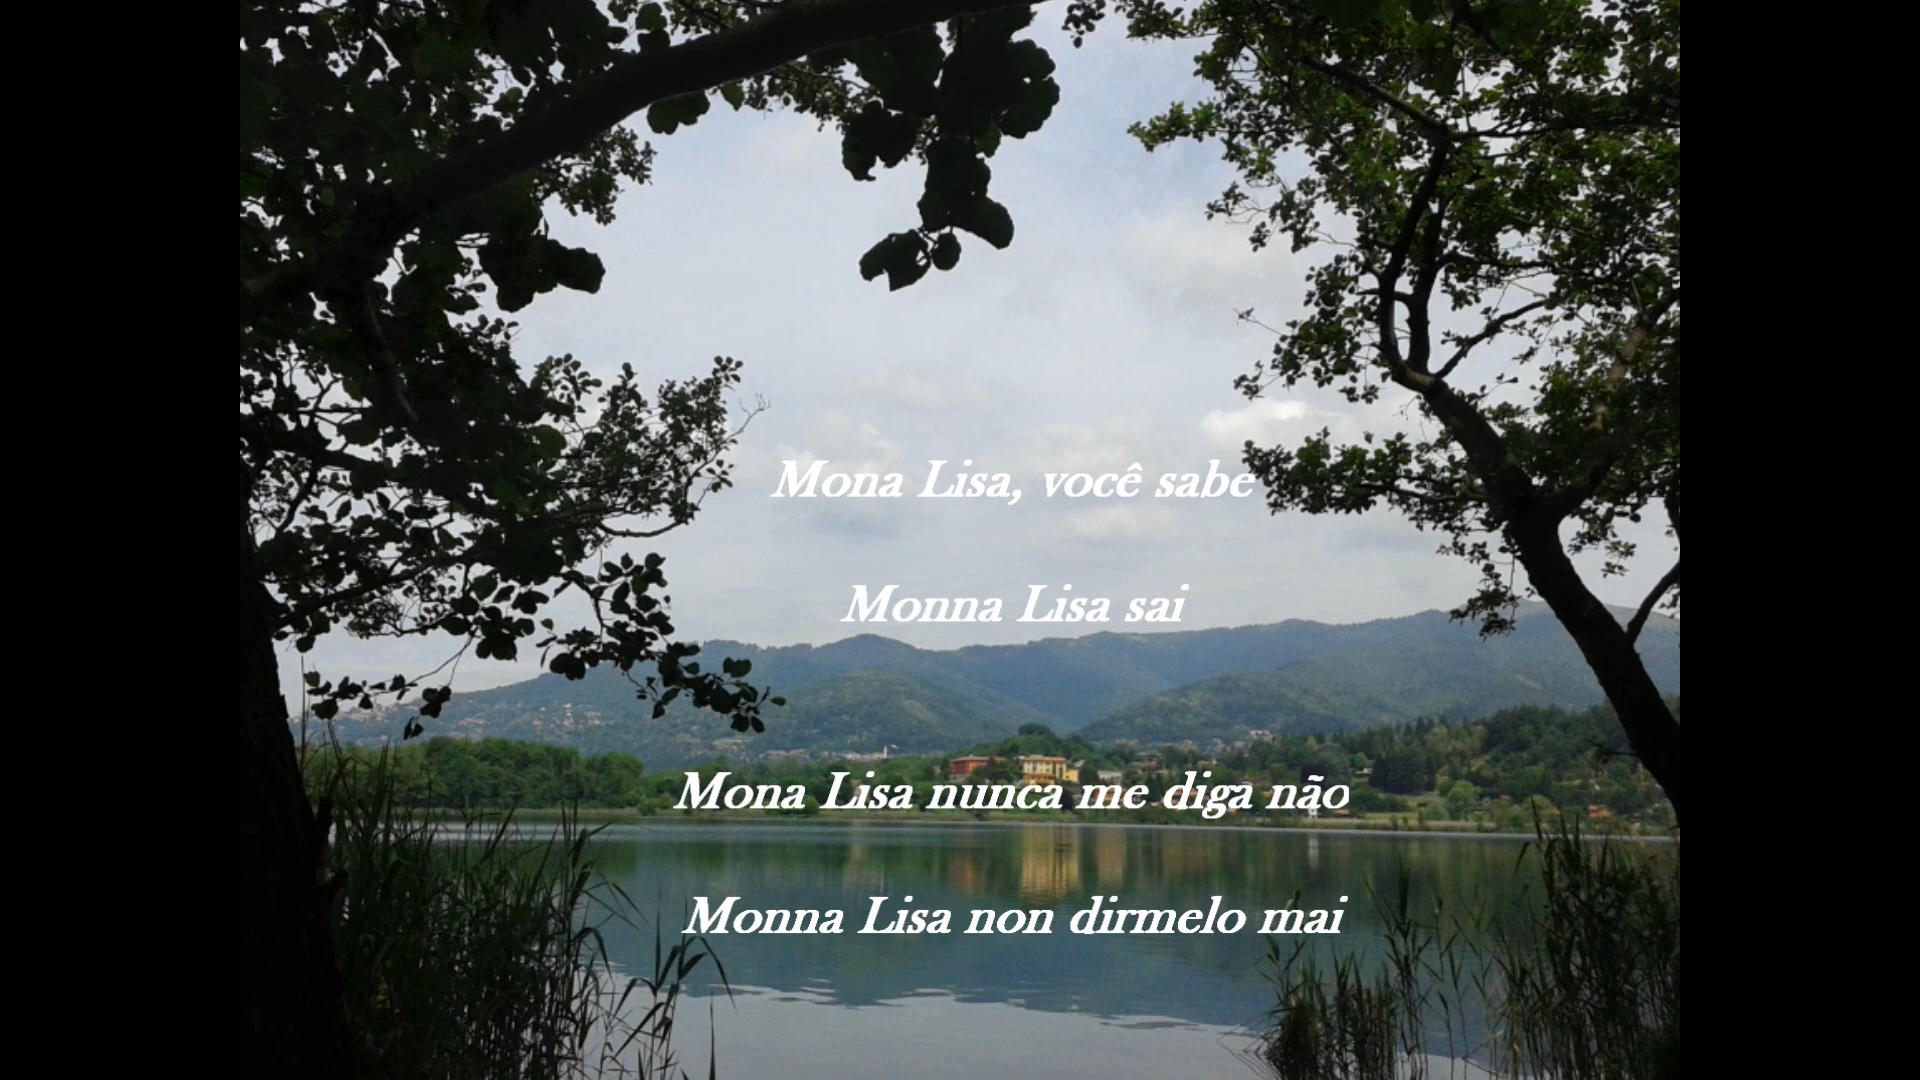 Mona Lisa, você sabe
Monna Lisa sai
Mona Lisa nunca me diga não
Monna Lisa non dirmelo mai